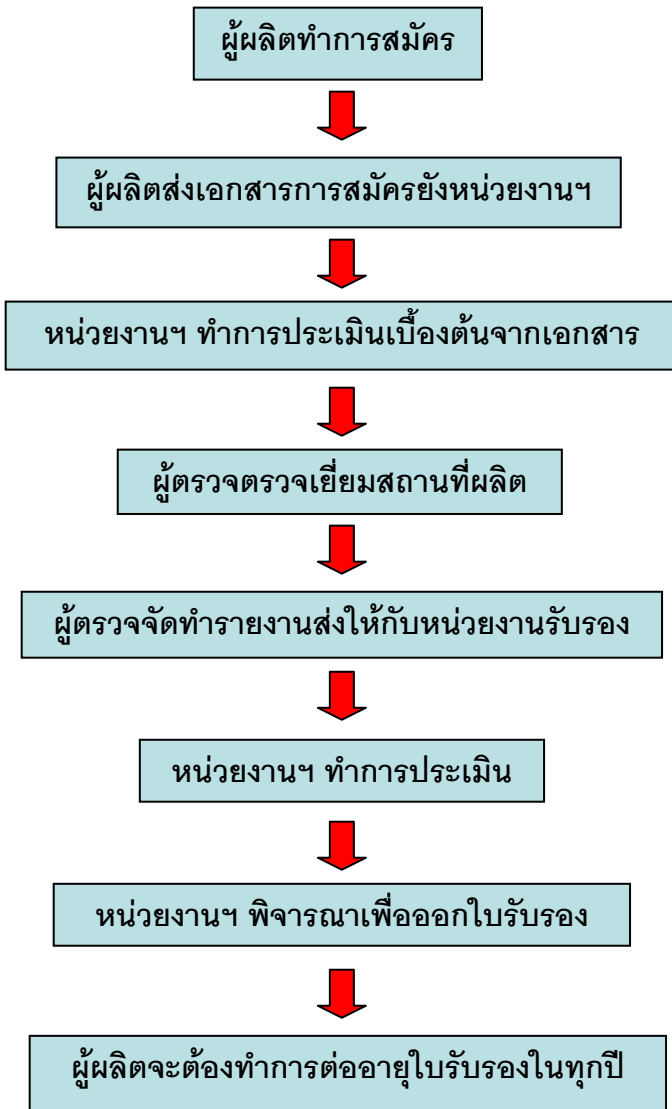 ผู้ผลิตทำการสมัคร
ผู้ผลิตส่งเอกสารการสมัครยังหน่วยงานฯ
หน่วยงานฯ ทำการประเมินเบื้องต้นจากเอกสาร
ผู้ตรวจตรวจเยี่ยมสถานที่ผลิต
ผู้ตรวจจัดทำรายงานส่งให้กับหน่วยงานรับรอง
หน่วยงานฯ ทำการประเมิน
หน่วยงานฯ พิจารณาเพื่อออกใบรับรอง
ผู้ผลิตจะต้องทำการต่ออายุใบรับรองในทุกปี